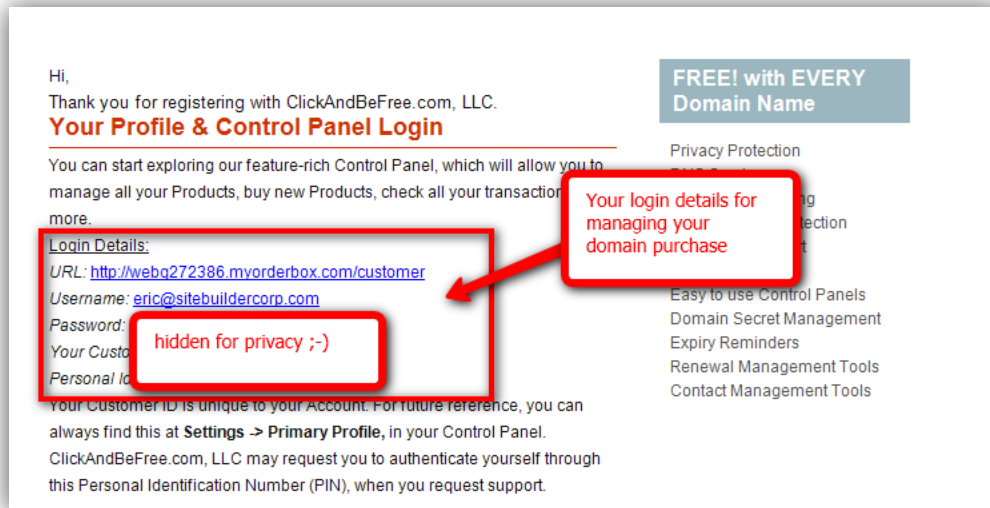 Hi,
Thank you for registering with ClickAndBeFree.com, LLC.
Your Profile & Control Panel Login
You can start exploring our feature-rich Control Panel, which will allow you to
manage all your Products, buy new Products, check all your transaction
more.
Login Details:
URL: http://webq272386.myorderbox.com/customer
Username: eric@sitebuildercorp.com
Password:
Your Custo
Personal Id
hidden for privacy ;-)
Your Customer ID is unique to your Account. For future reference, you can
always find this at Settings -> Primary Profile, in your Control Panel.
ClickAndBeFree.com, LLC may request you to authenticate yourself through
this Personal Identification Number (PIN), when you request support.
Your login details for
managing your
domain purchase
FREE! with EVERY
Domain Name
Privacy Protection
ng
tection
t
Easy to use Control Panels
Domain Secret Management
Expiry Reminders
Renewal Management Tools
Contact Management Tools